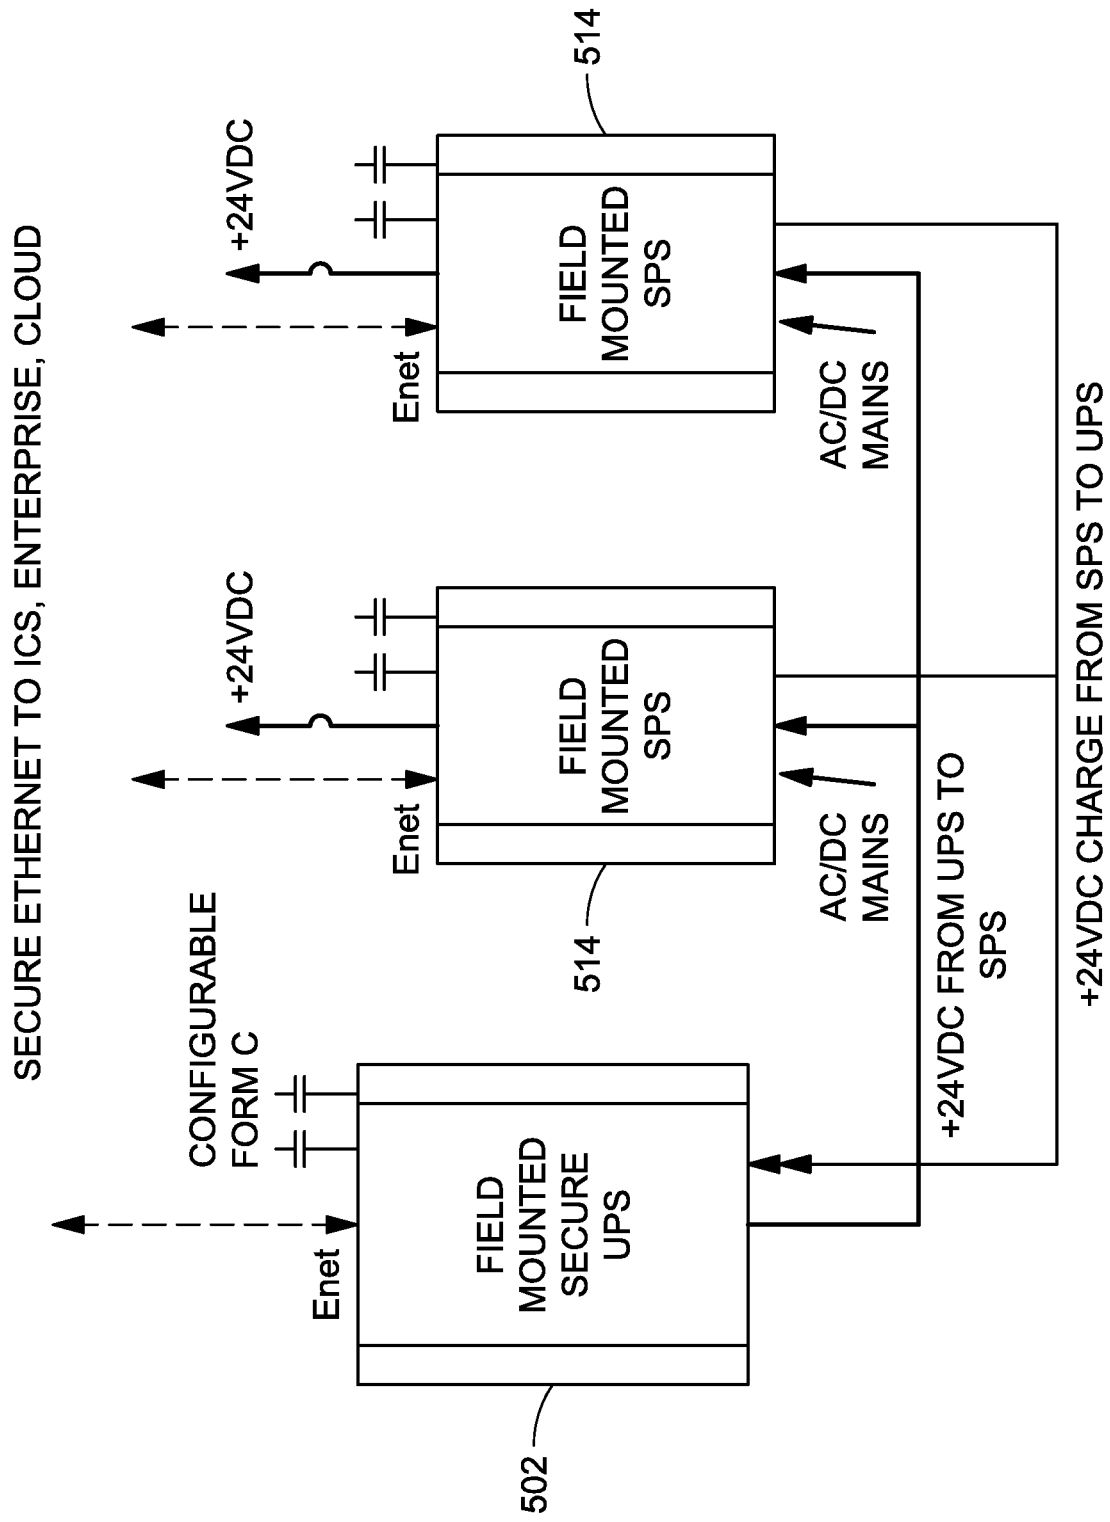 SECURE ETHERNET TO ICS, ENTERPRISE, CLOUD
CONFIGURABLE
FORM C
Enet
FIELD
MOUNTED
SECURE
UPS
502
+24VDC
Enet
FIELD
MOUNTED
SPS
514
AC/DC
MAINS
+24VDC
Enet
FIELD
MOUNTED
SPS
514
AC/DC
MAINS
+24VDC FROM UPS TO
SPS
+24VDC CHARGE FROM SPS TO UPS